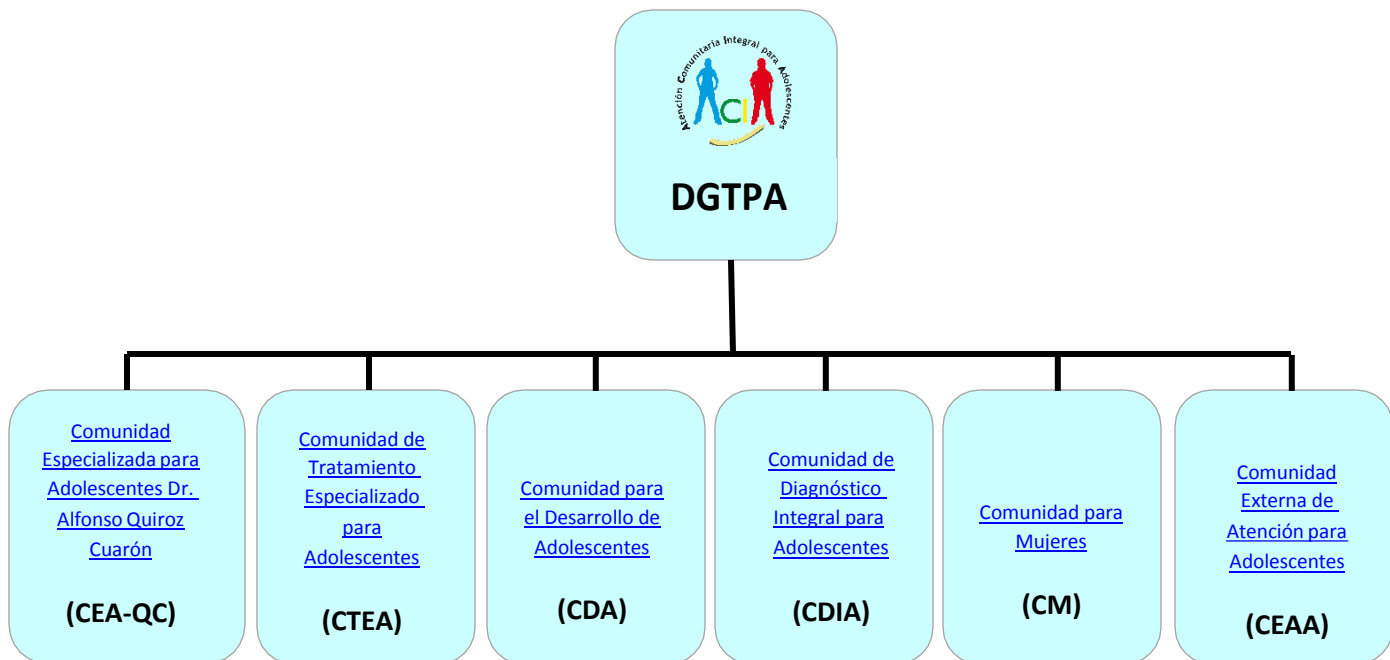 Atención Comunitaria Integral para Adolescentes
ACIA
DGTPA
Comunidad
Especializada para
Adolescentes Dr.
Alfonso Quiroz
Cuarón
(CEA-QC)
Comunidad de
Tratamiento
Especializado
para
Adolescentes
(CTEA)
Comunidad para
el Desarrollo de
Adolescentes
(CDA)
Comunidad de
Diagnóstico
Integral para
Adolescentes
(CDIA)
Comunidad para
Mujeres
(CM)
Comunidad
Externa de
Atención para
Adolescentes
(CEAA)